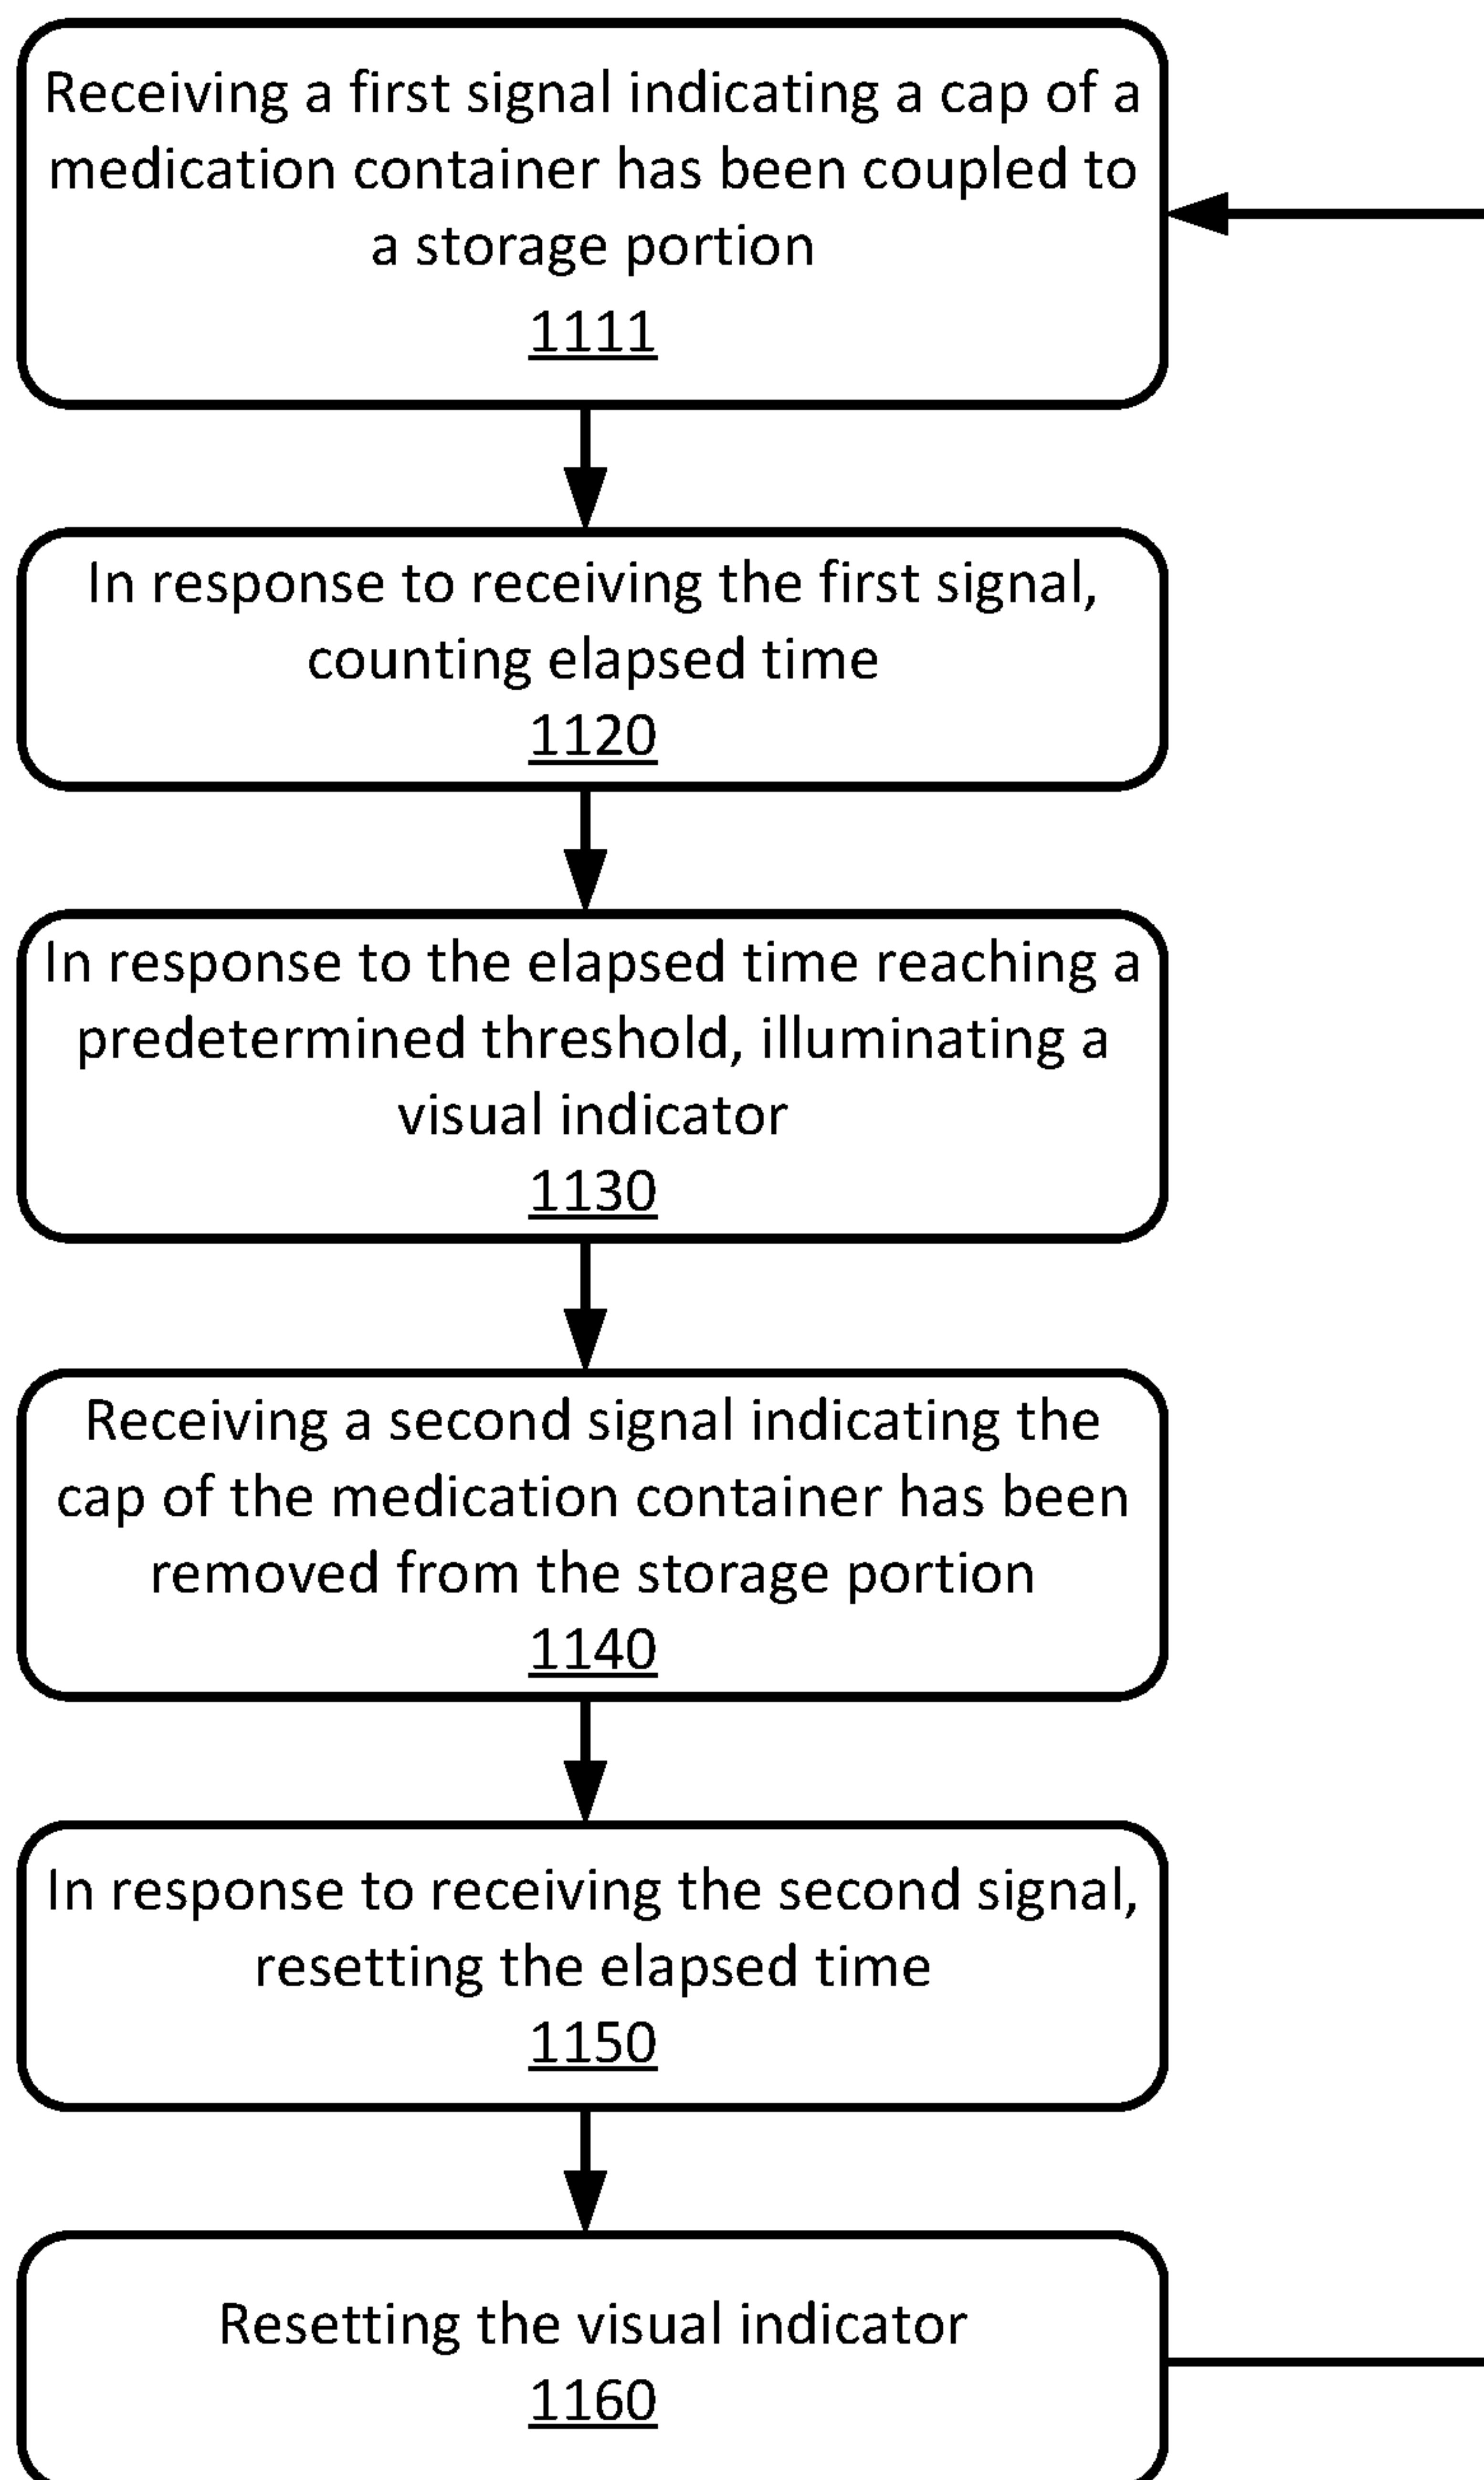 Receiving a first signal indicating a cap of a
medication container has been coupled to
a storage portion
1111
In response to receiving the first signal,
counting elapsed time
1120
In response to the elapsed time reaching a
predetermined threshold, illuminating a
visual indicator
1130
Receiving a second signal indicating the
cap of the medication container has been
removed from the storage portion
1140
In response to receiving the second signal,
resetting the elapsed time
1150
Resetting the visual indicator
1160